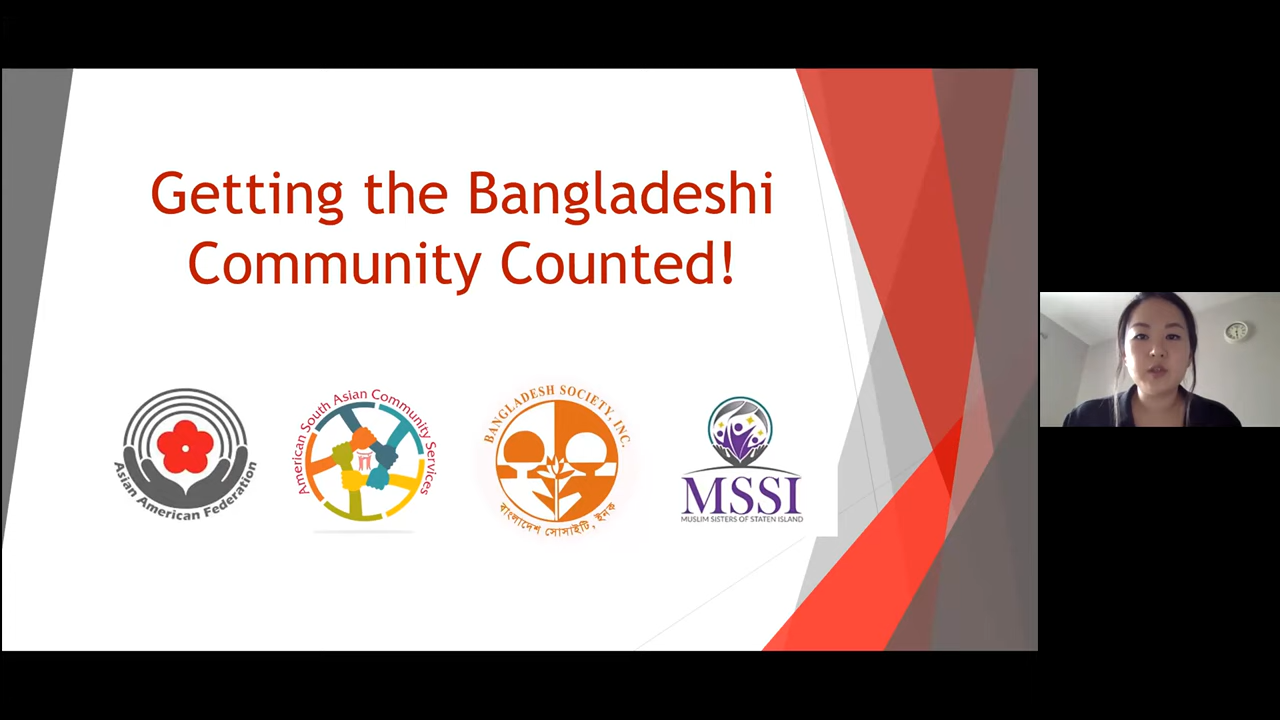 Getting the Bangladeshi
Community Counted!
Asian American Federation
American South Asian Community Services
BANGLADESH SOCIETY, INC.
বাংলাদেশ সোসাইটি, ইনক
MSSI
MUSLIM SISTERS OF STATEN ISLAND